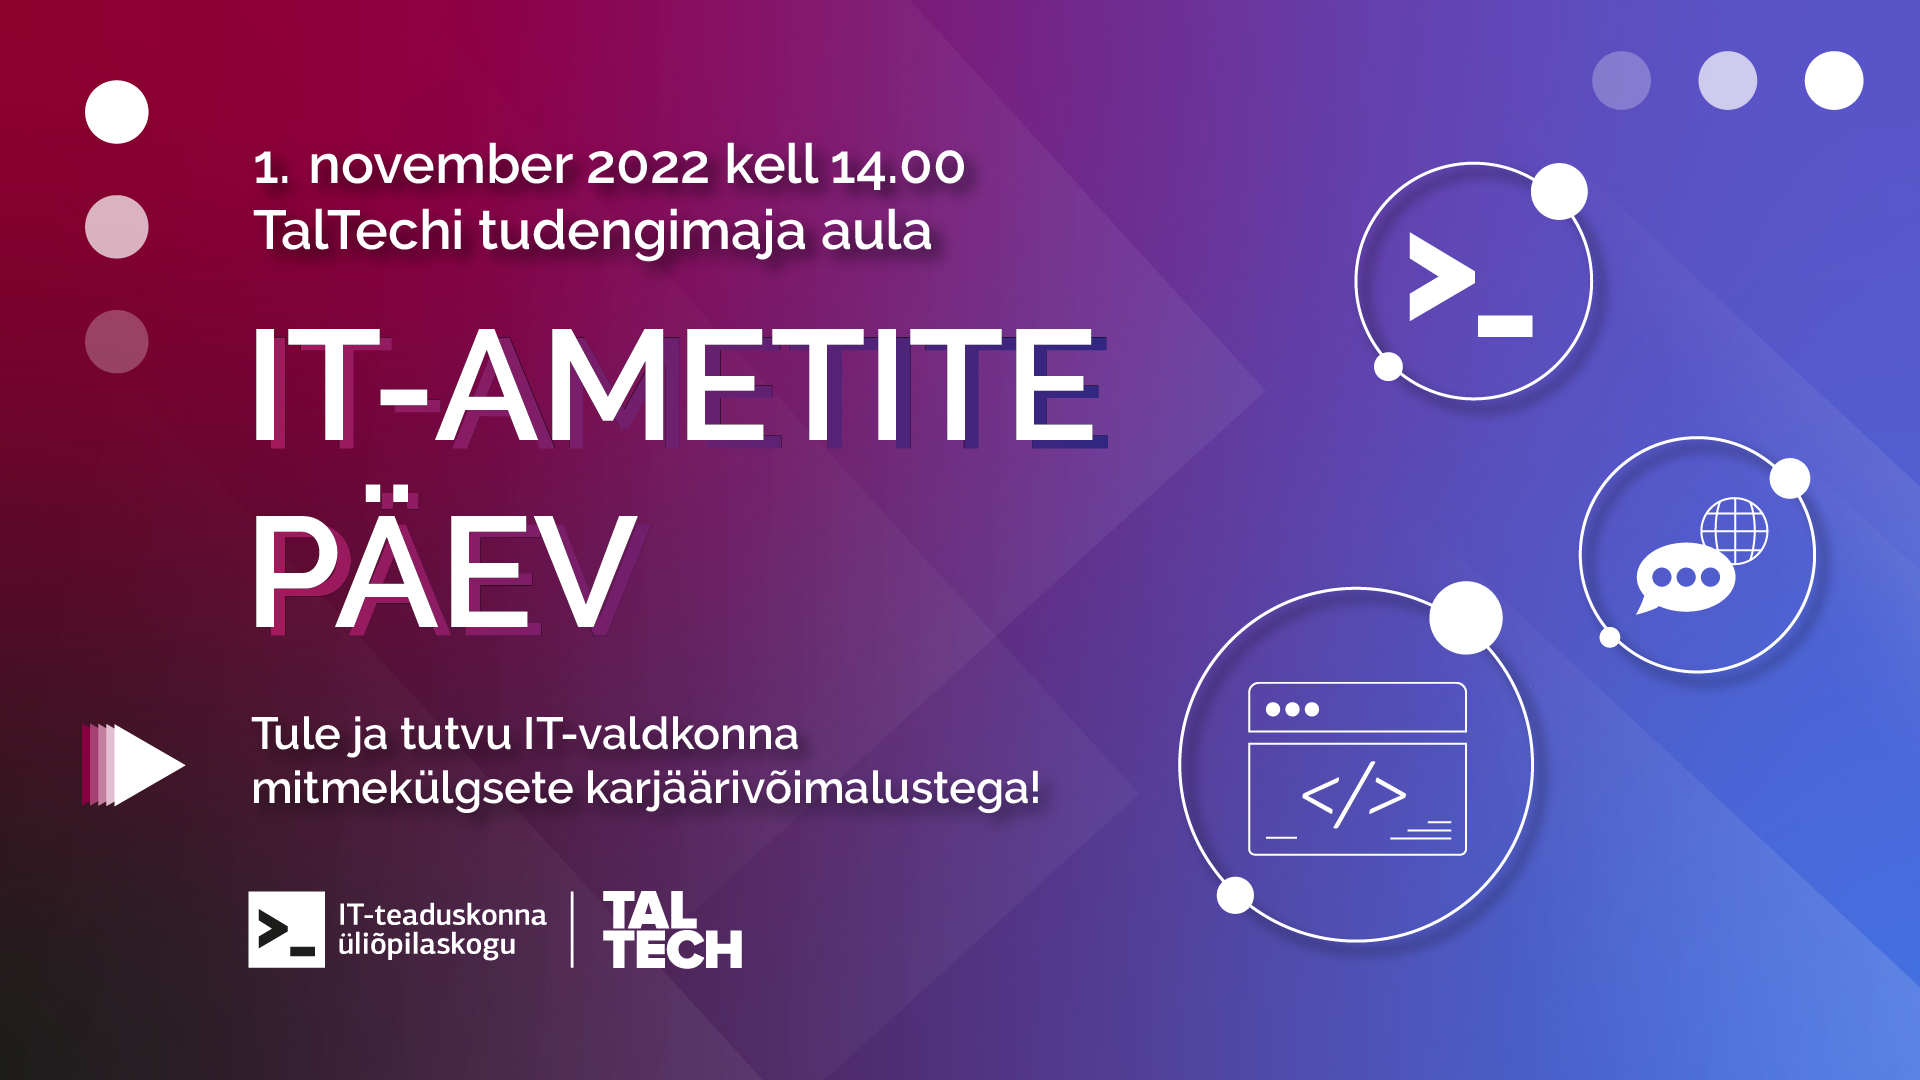 1. november 2022 kell 14.00
TalTechi tudengimaja aula
IT-AMETITE
PÄEV
Tule ja tutvu IT-valdkonna
mitmekülgsete karjäärivõimalustega!
>_
</>
>_
IT-teaduskonna
üliõpilaskogu
TAL
TECH